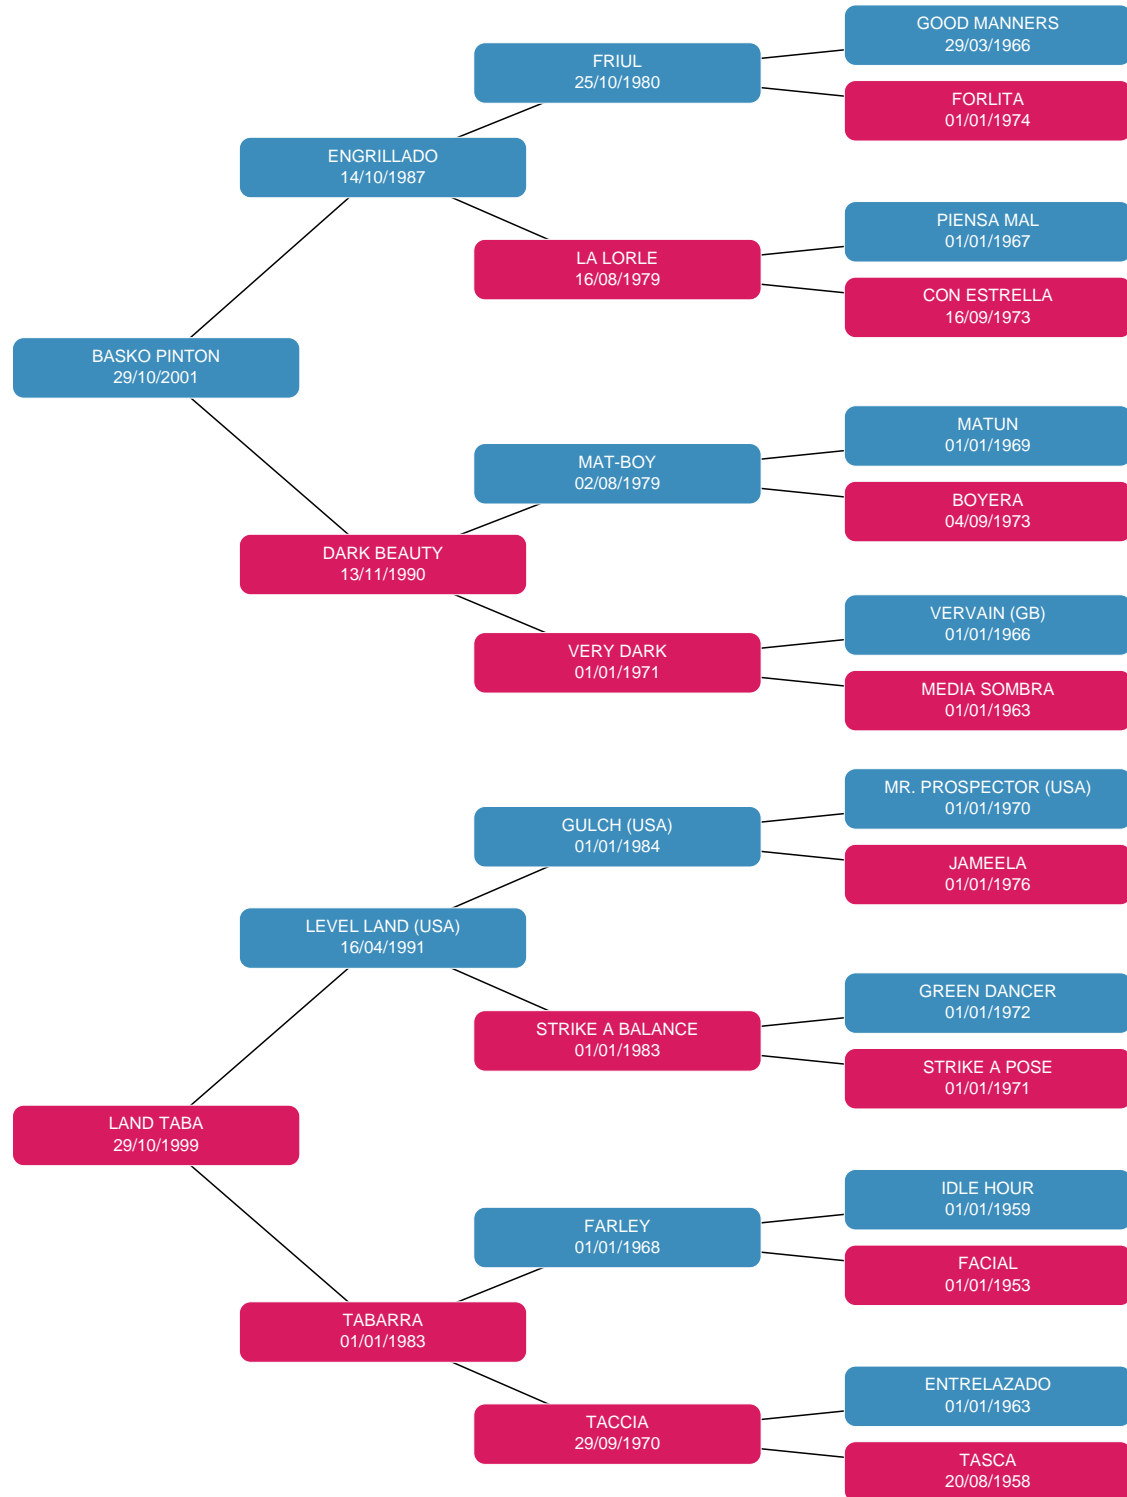 GOOD MANNERS
29/03/1966
FRIUL
25/10/1980
FORLITA
01/01/1974
ENGRILLADO
14/10/1987
PIENSA MAL
01/01/1967
LA LORLE
16/08/1979
CON ESTRELLA
16/09/1973
BASKO PINTON
29/10/2001
MATUN
01/01/1969
MAT-BOY
02/08/1979
BOYERA
04/09/1973
DARK BEAUTY
13/11/1990
VERVAIN (GB)
01/01/1966
VERY DARK
01/01/1971
MEDIA SOMBRA
01/01/1963
MR. PROSPECTOR (USA)
01/01/1970
GULCH (USA)
01/01/1984
JAMEELA
01/01/1976
LEVEL LAND (USA)
16/04/1991
GREEN DANCER
01/01/1972
STRIKE A BALANCE
01/01/1983
STRIKE A POSE
01/01/1971
LAND TABA
29/10/1999
IDLE HOUR
01/01/1959
FARLEY
01/01/1968
FACIAL
01/01/1953
TABARRA
01/01/1983
ENTRELAZADO
01/01/1963
TACCIA
29/09/1970
TASCA
20/08/1958